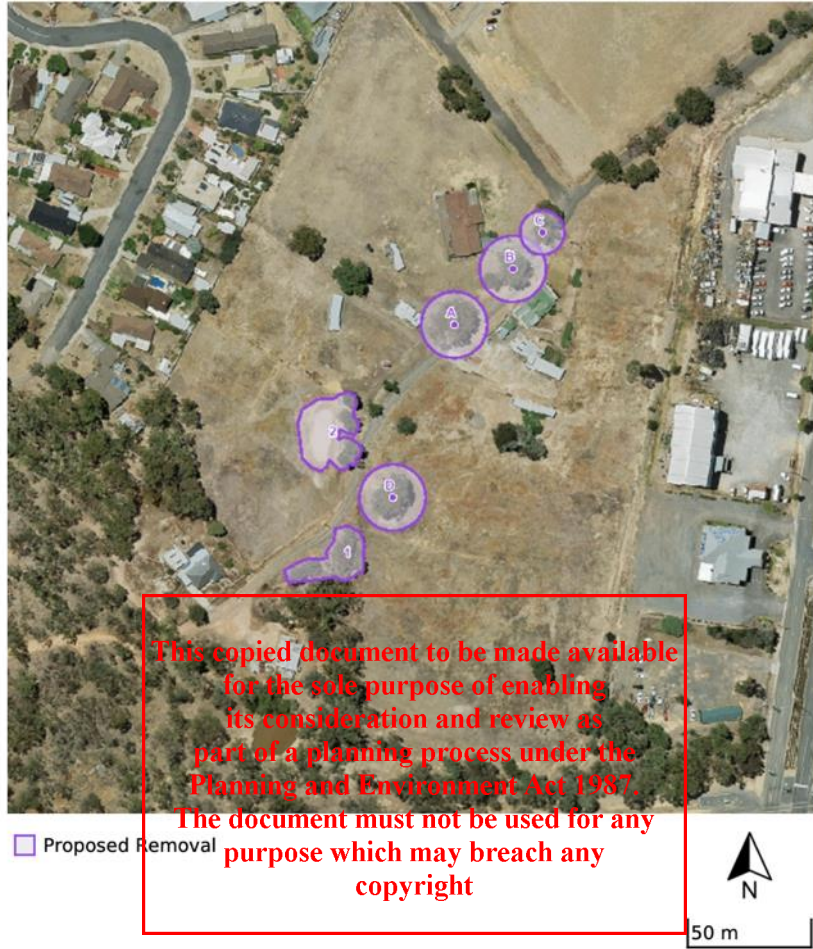 C
B
A
2
D
1
This copied document to be made available
for the sole purpose of enabling
its consideration and review as
part of a planning process under the
Planning and Environment Act 1987.
The document must not be used for any
purpose which may breach any
copyright
Proposed Removal
N
50 m